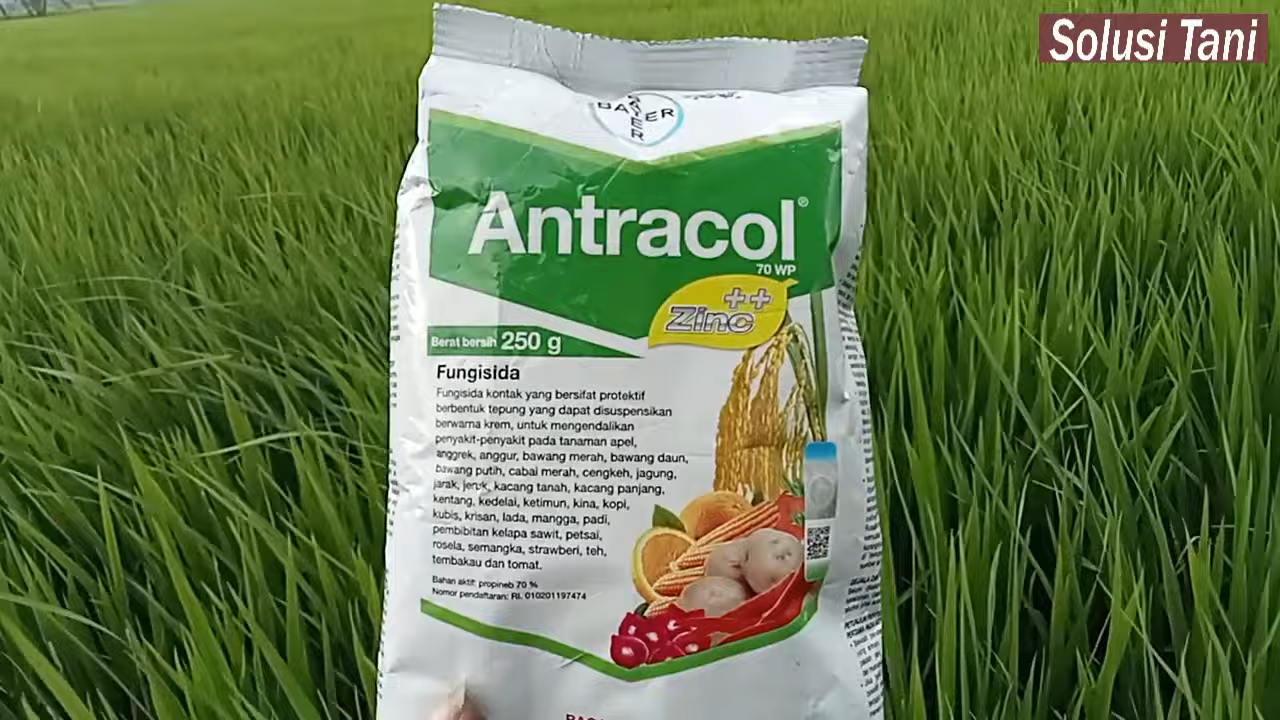 Solusi Tani
BAYER
BAYER
Antracol®
70 WP
Zinc++
Berat bersih 250 g
Fungisida
Fungisida kontak yang bersifat protektif
berbentuk tepung yang dapat disuspensikan
berwarna krem, untuk mengendalikan
penyakit-penyakit pada tanaman apel,
anggrek, anggur, bawang merah, bawang daun,
bawang putih, cabai merah, cengkeh, jagung,
jarak, jeruk, kacang tanah, kacang panjang,
kentang, kedelai, ketimun, kina, kopi,
kubis, krisan, lada, mangga, padi,
pembibitan kelapa sawit, petsai,
rosela, semangka, strawberi, teh,
tembakau dan tomat.
Bahan aktif: propineb 70 %
Nomor pendaftaran: RI. 010201197474